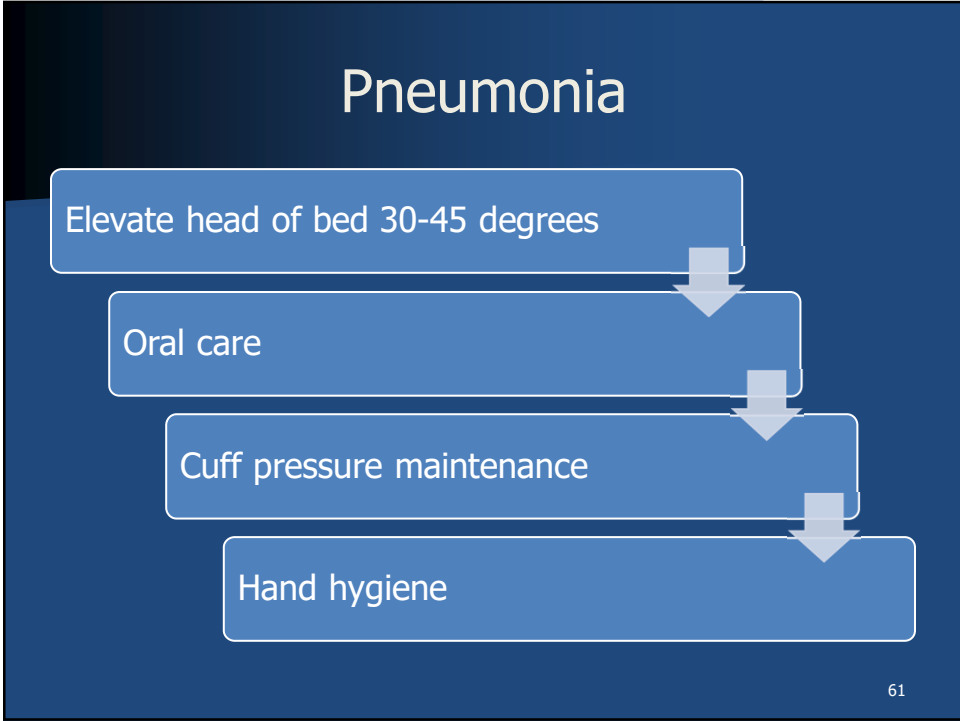 Pneumonia
Elevate head of bed 30-45 degrees
Oral care
Cuff pressure maintenance
Hand hygiene
61